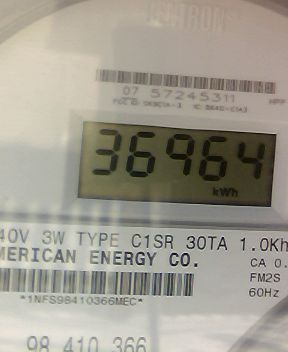 ITRON
07 57245311
36964
kWh
40V 3W TYPE C1SR 30TA 1.0Kh
MERICAN ENERGY CO.
CA 0.
FM2S
60Hz
*1NFS98410366MEC*
98 410 366